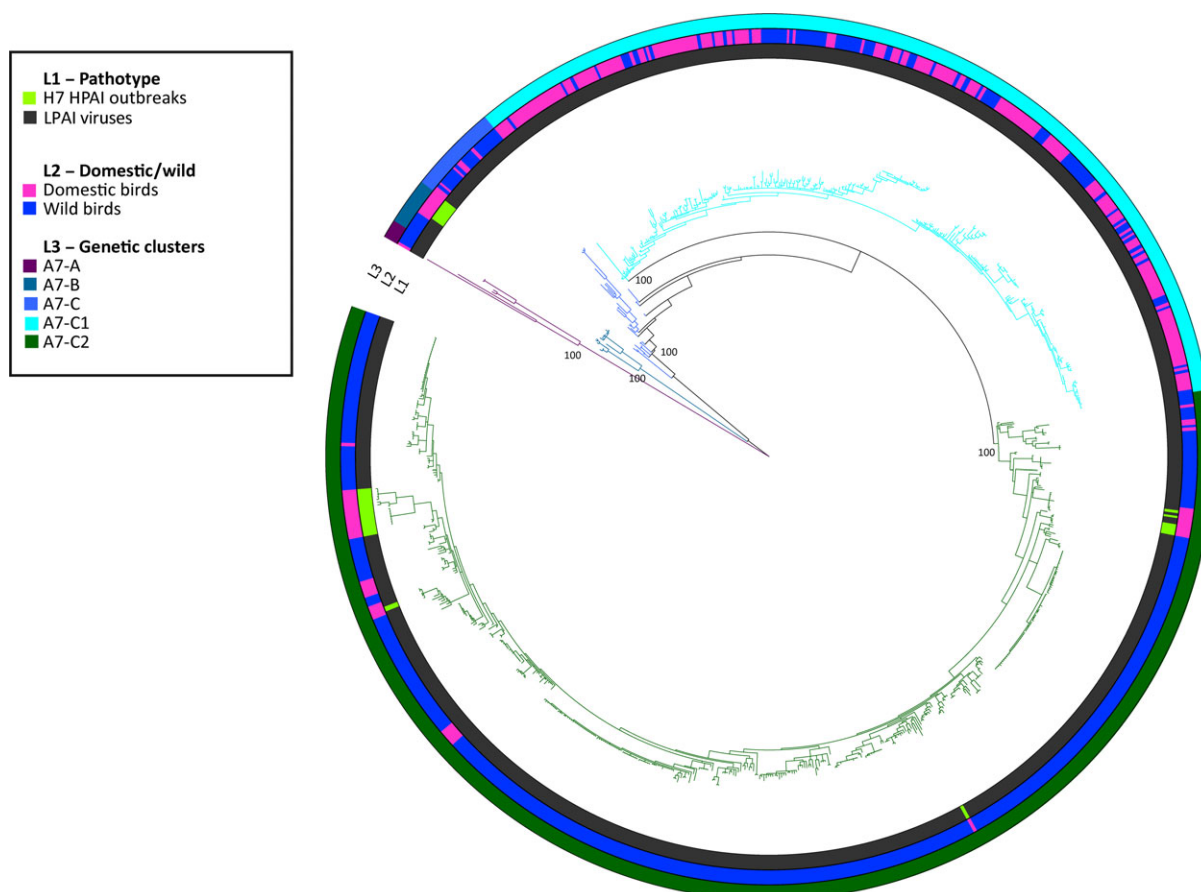 L1 – Pathotype
H7 HPAI outbreaks
LPAI viruses
L2 – Domestic/wild
Domestic birds
Wild birds
L3 – Genetic clusters
A7-A
A7-B
A7-C
A7-C1
A7-C2
L3
L2
L1
100
100
100
100
100